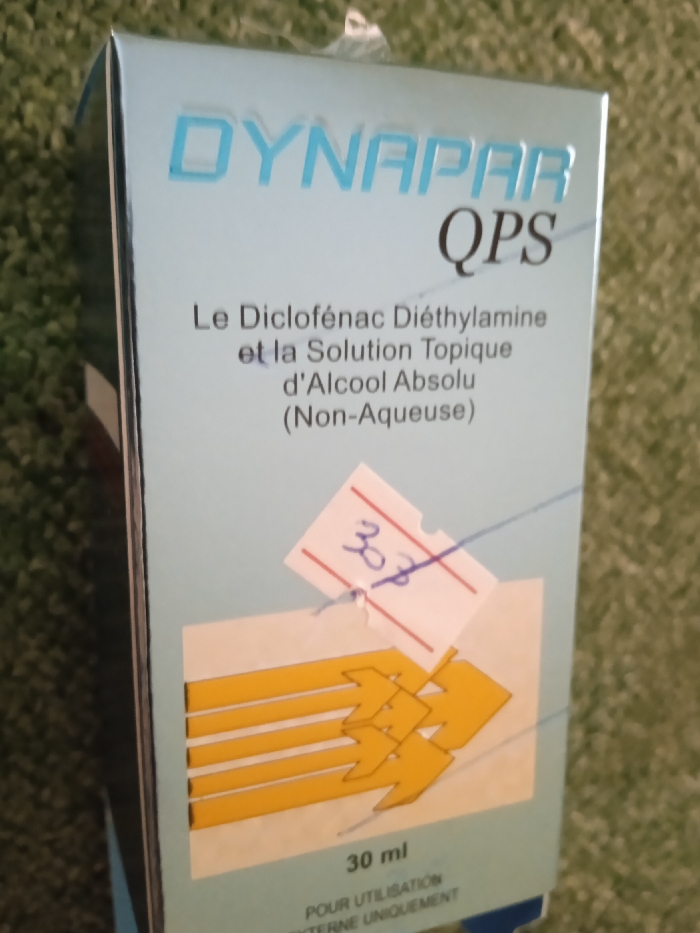 DYNAPAR
QPS
Le Diclofénac Diéthylamine
et la Solution Topique
d'Alcool Absolu
(Non-Aqueuse)
303
30 ml
POUR UTILISATION
EXTERNE UNIQUEMENT